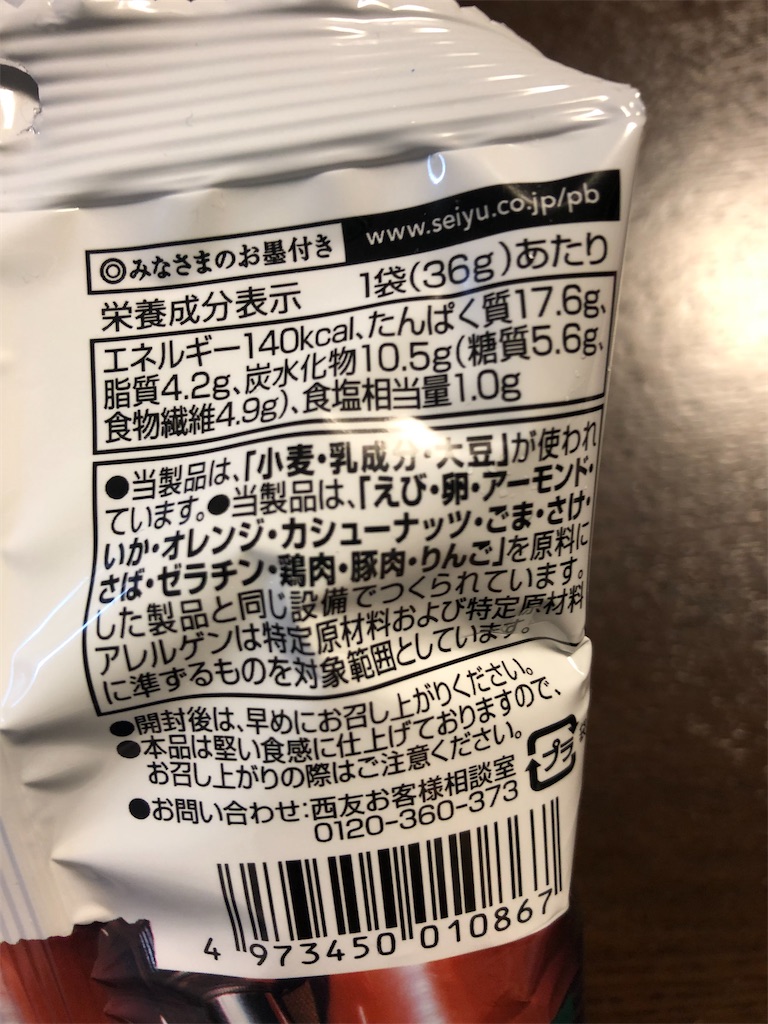 ◎みなさまのお墨付き www.seiyu.co.jp/pb
栄養成分表示 1袋(36g)あたり
エネルギー140kcal、たんぱく質17.6g、
脂質4.2g、炭水化物10.5g(糖質5.6g、
食物繊維4.9g)、食塩相当量1.0g
●当製品は、「小麦・乳成分・大豆」が使われ
ています。●当製品は、「えび・卵・アーモンド・
いか・オレンジ・カシューナッツ・ごま・さけ・
さば・ゼラチン・鶏肉・豚肉・りんご」を原料に
した製品と同じ設備でつくられています。
アレルゲンは特定原材料および特定原材料
に準ずるものを対象範囲としています。
●開封後は、早めにお召し上がりください。
●本品は堅い食感に仕上げておりますので、
お召し上がりの際はご注意ください。
プラ
●お問い合わせ:西友お客様相談室
0120-360-373
4 973450 010867